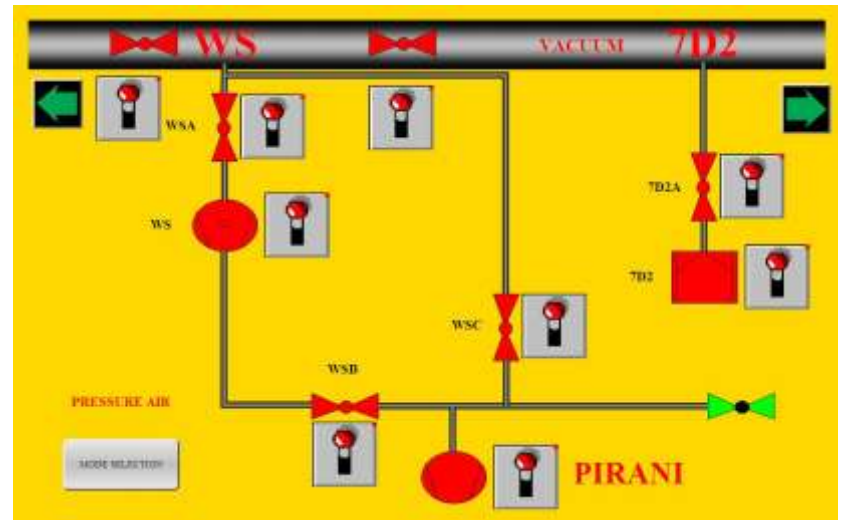 WS
VACUUM
7D2
WSA
7D2A
WS
7D2
WSC
WSB
PRESSURE AIR
MODE SELECTION
PIRANI